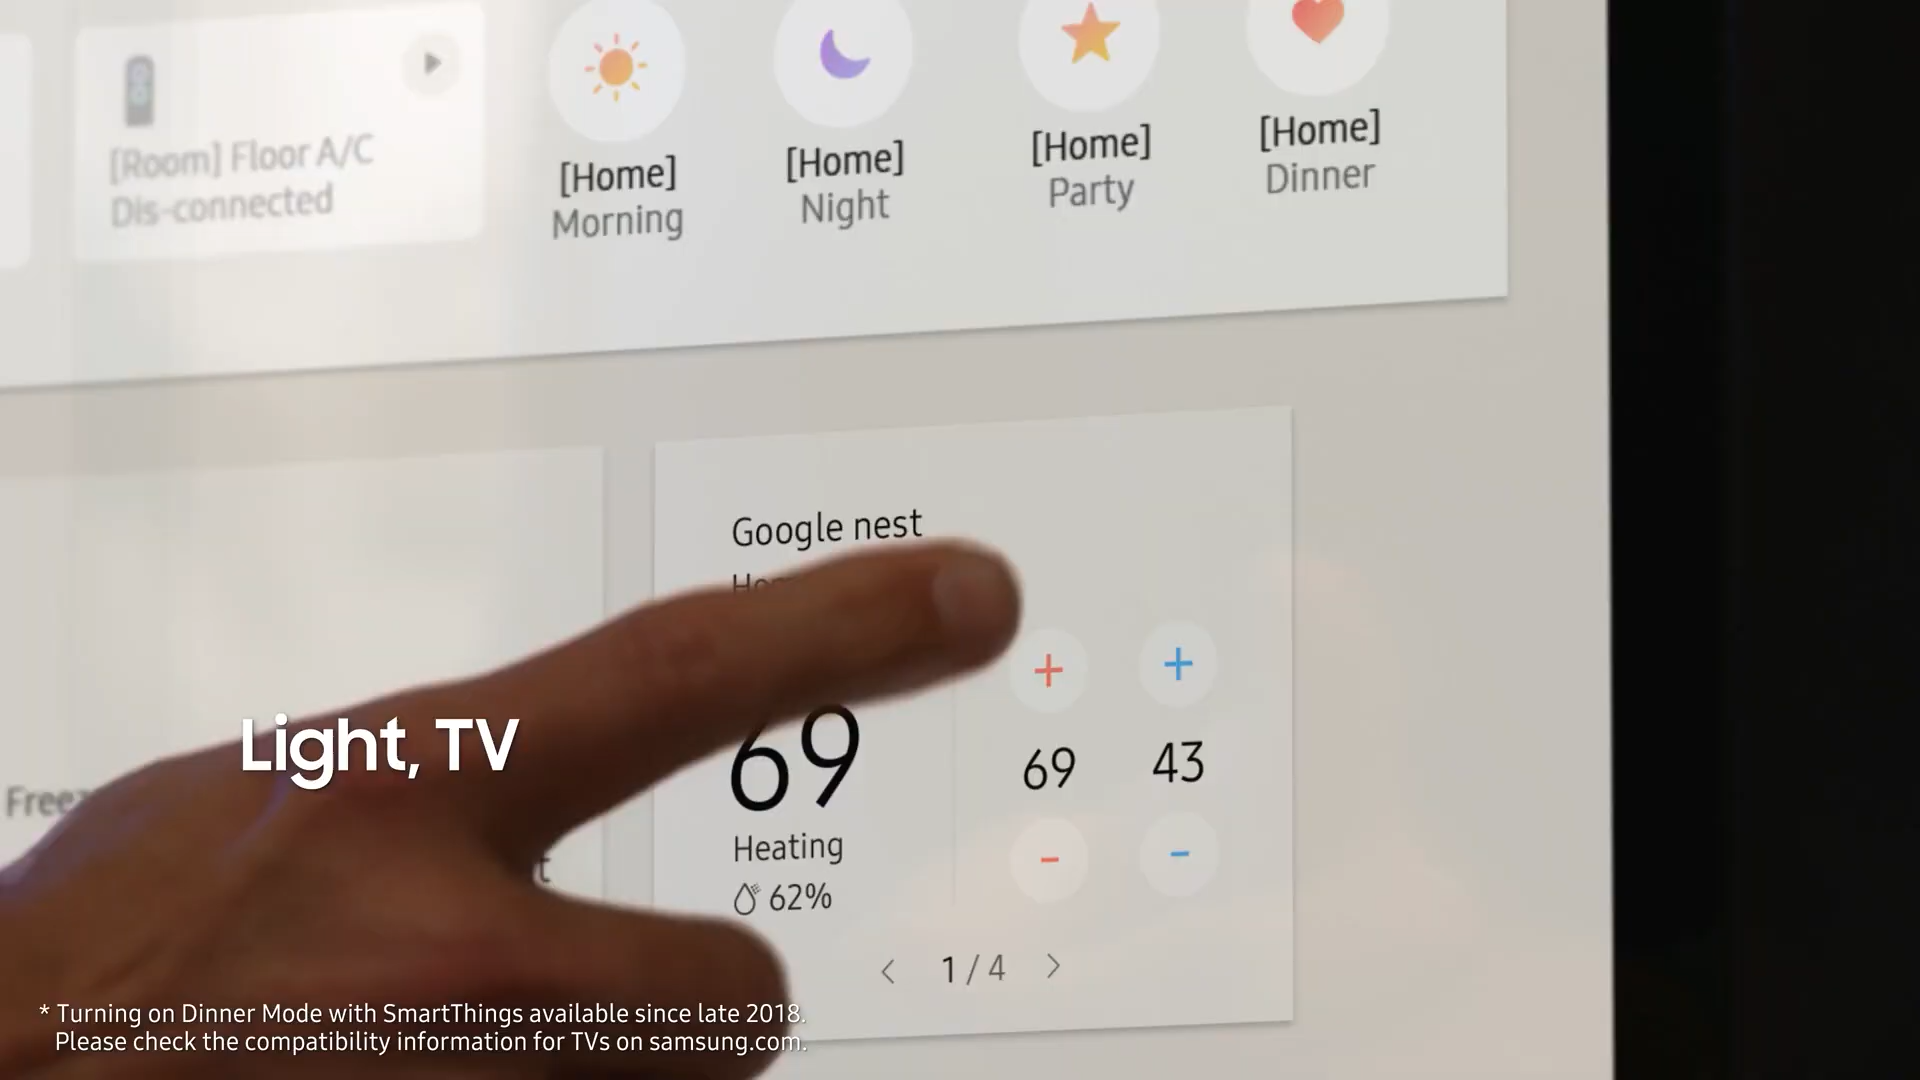 [Room] Floor A/C
Dis-connected
[Home]
Morning
[Home]
Night
[Home]
Party
[Home]
Dinner
Google nest
69
Heating
62%
+ +
69 43
- -
< 1 / 4 >
Light, TV
* Turning on Dinner Mode with SmartThings available since late 2018.
Please check the compatibility information for TVs on samsung.com.